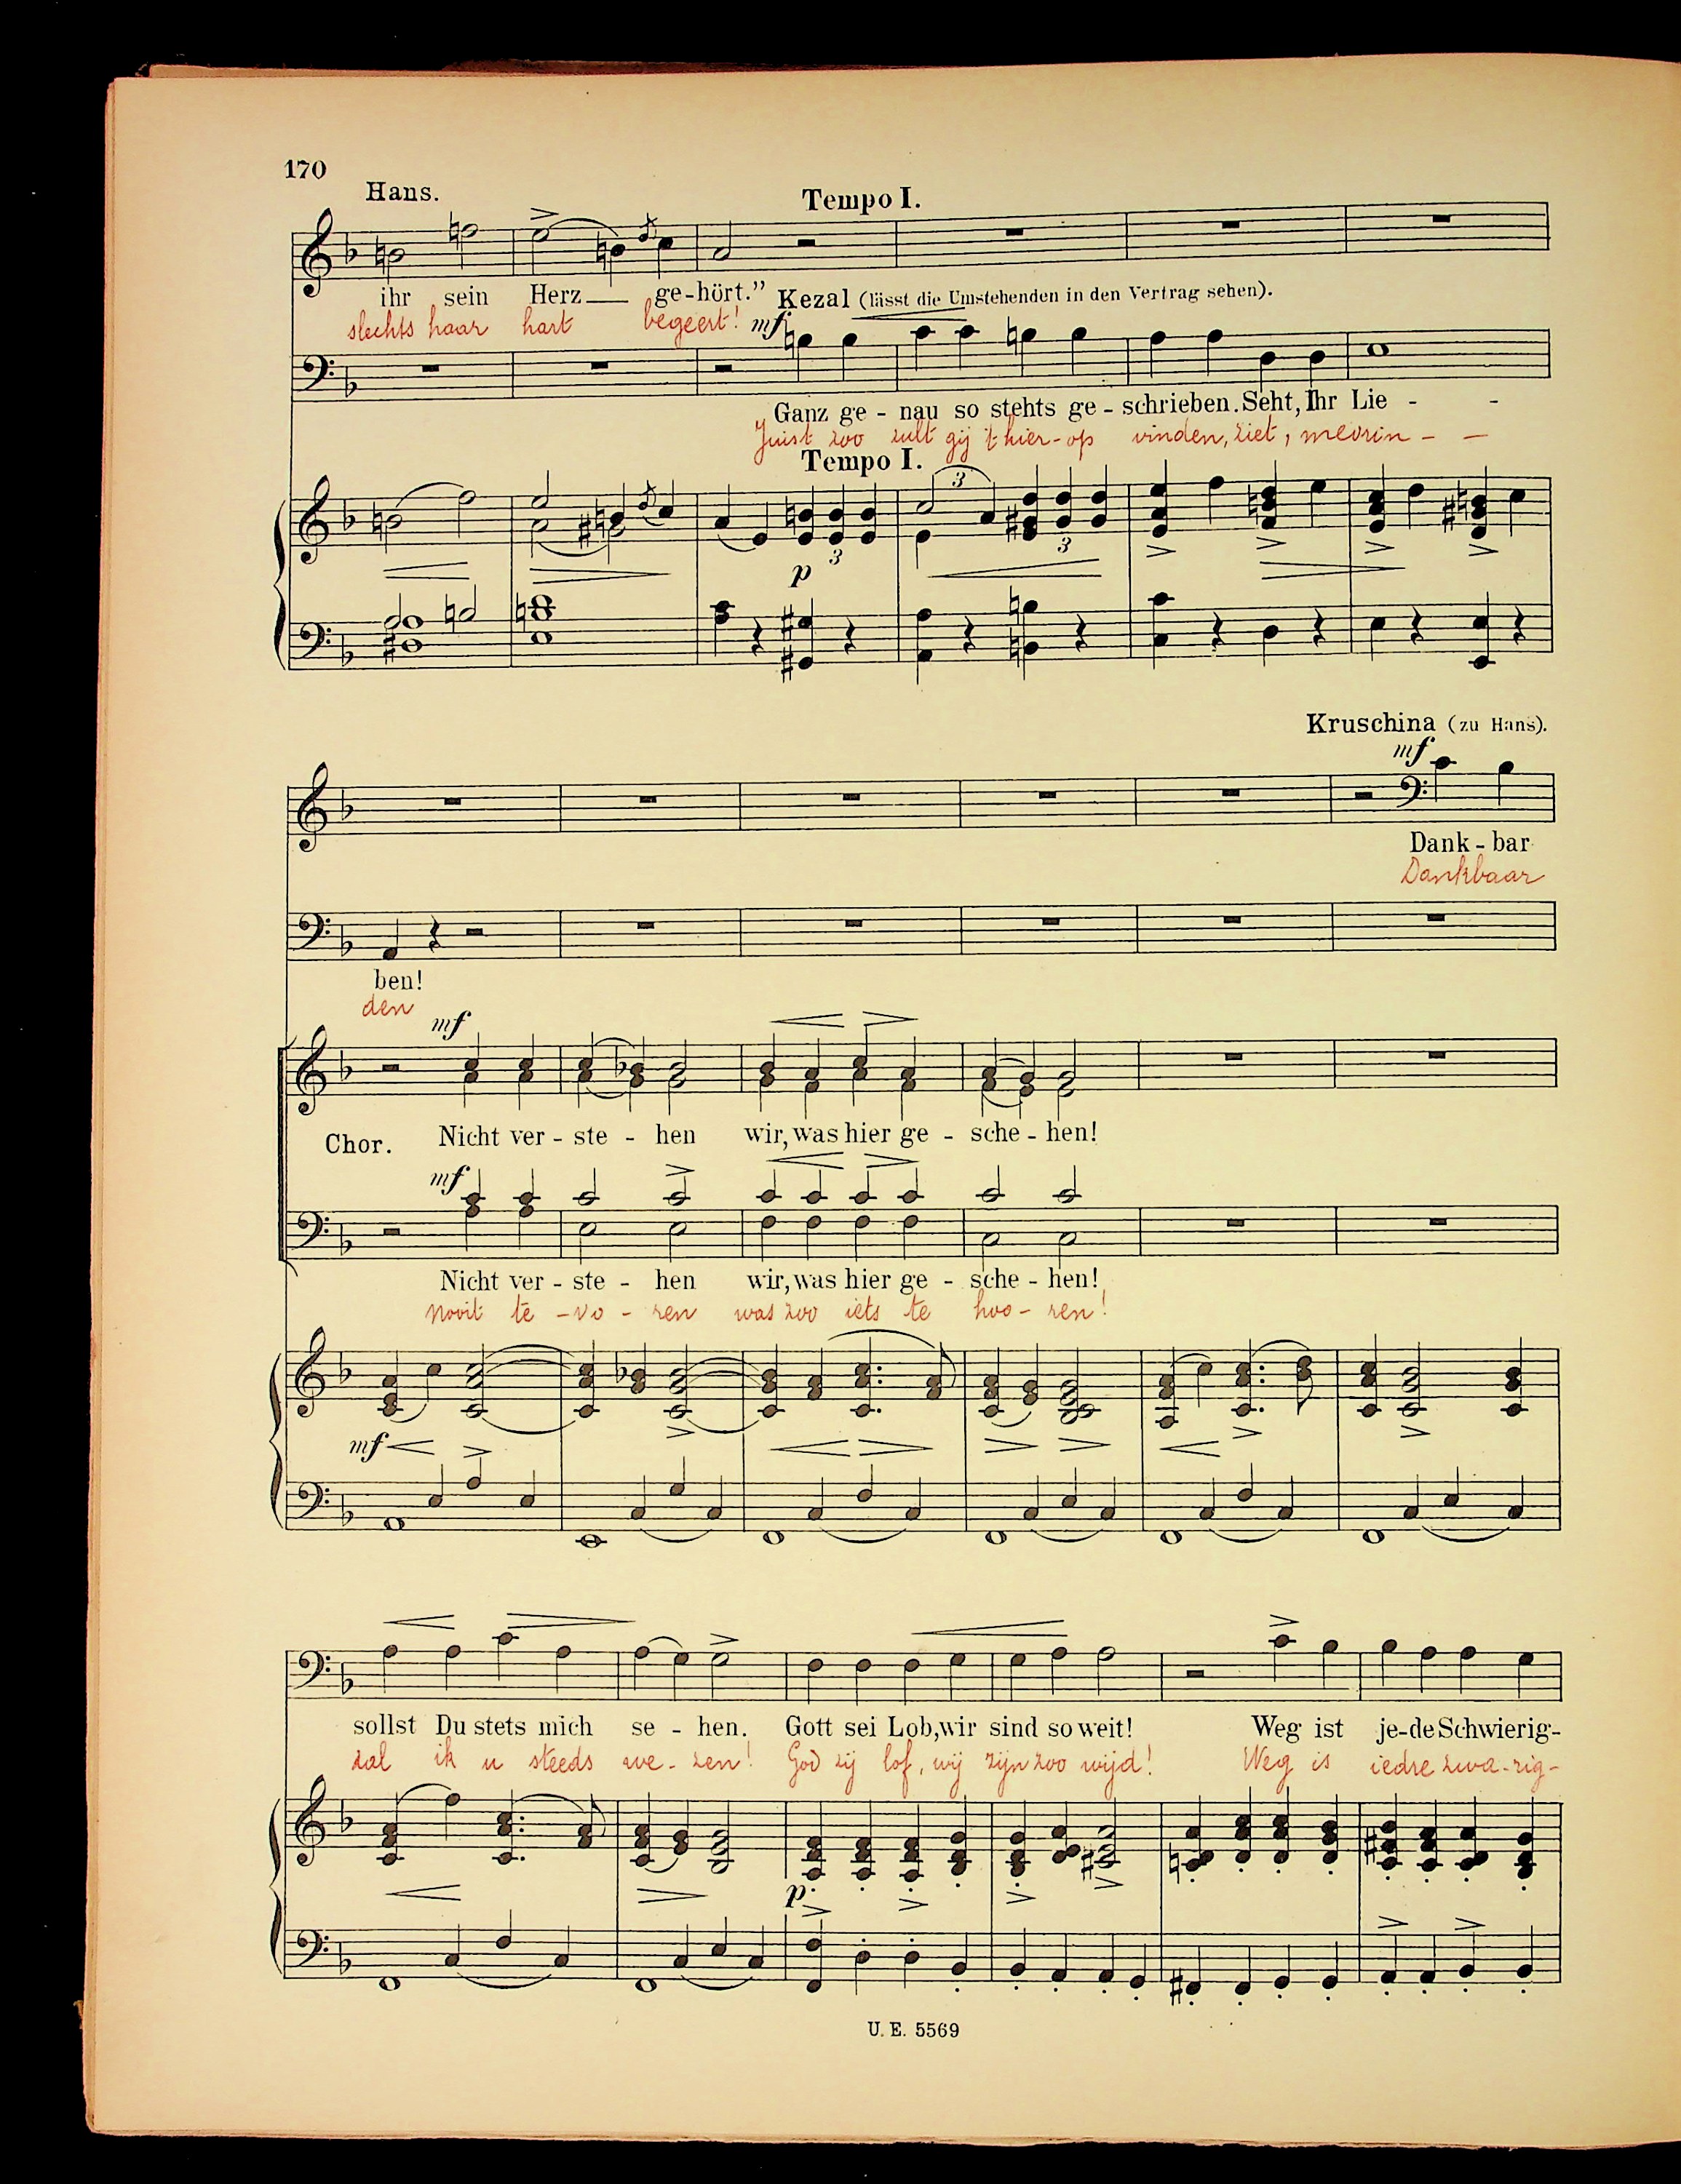 170
Hans.
Tempo I.
ihr sein Herz ge-hört.”
slechts haar hart begeert!
Kezal (lässt die Umstehenden in den Vertrag sehen).
mf
Ganz ge - nau so stehts ge - schrieben. Seht, Ihr Lie - -
Juist zoo zult gij 't hier-op vinden, ziet, mevrin - -
Tempo I.
3
3
3
p
Kruschina (zu Hans).
mf
Dank - bar
Dankbaar
ben!
den
mf
Chor.
Nicht ver - ste - hen wir, was hier ge - sche - hen!
mf
Nicht ver - ste - hen wir, was hier ge - sche - hen!
nooit te - vo - ren was zoo iets te hoo - ren!
mf
sollst Du stets mich se - hen. Gott sei Lob, wir sind so weit! Weg ist je-de Schwierig-
zal ik u steeds we - zen! God zij lof, wij zijn zoo wijd! Weg is iedre zwa-rig-
p
U. E. 5569